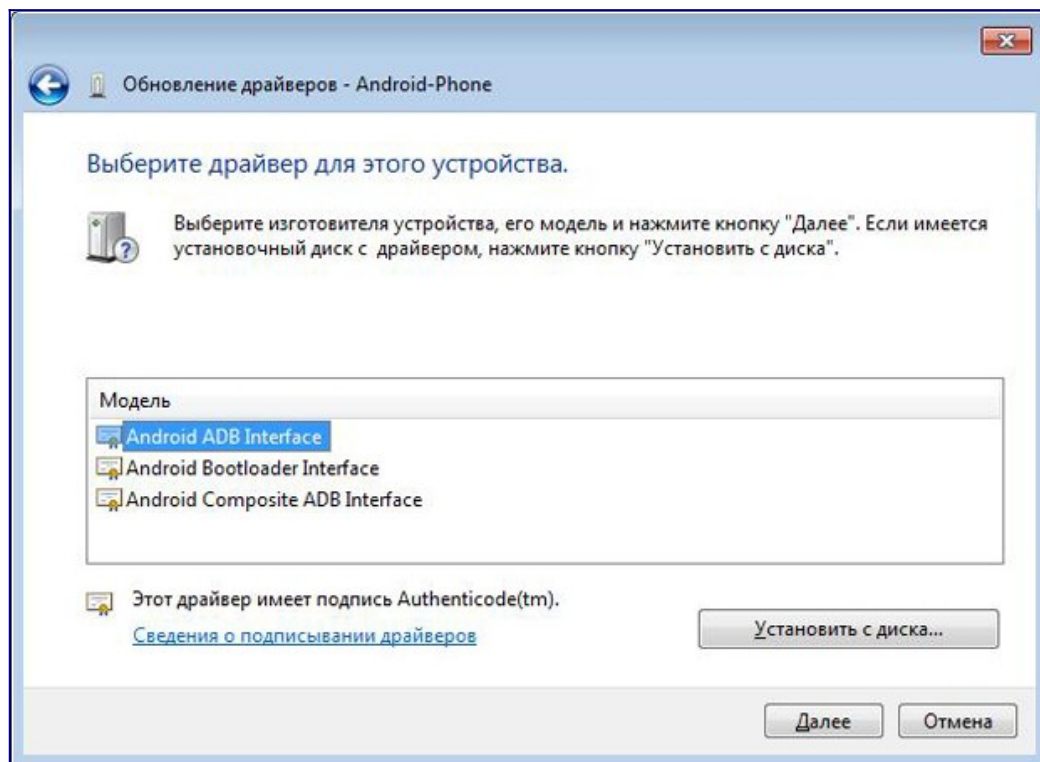 Обновление драйверов - Android-Phone
Выберите драйвер для этого устройства.
Выберите изготовителя устройства, его модель и нажмите кнопку "Далее". Если имеется
установочный диск с драйвером, нажмите кнопку "Установить с диска".
Модель
Android ADB Interface
Android Bootloader Interface
Android Composite ADB Interface
Этот драйвер имеет подпись Authenticode(tm).
Сведения о подписывании драйверов
Установить с диска...
Далее
Отмена